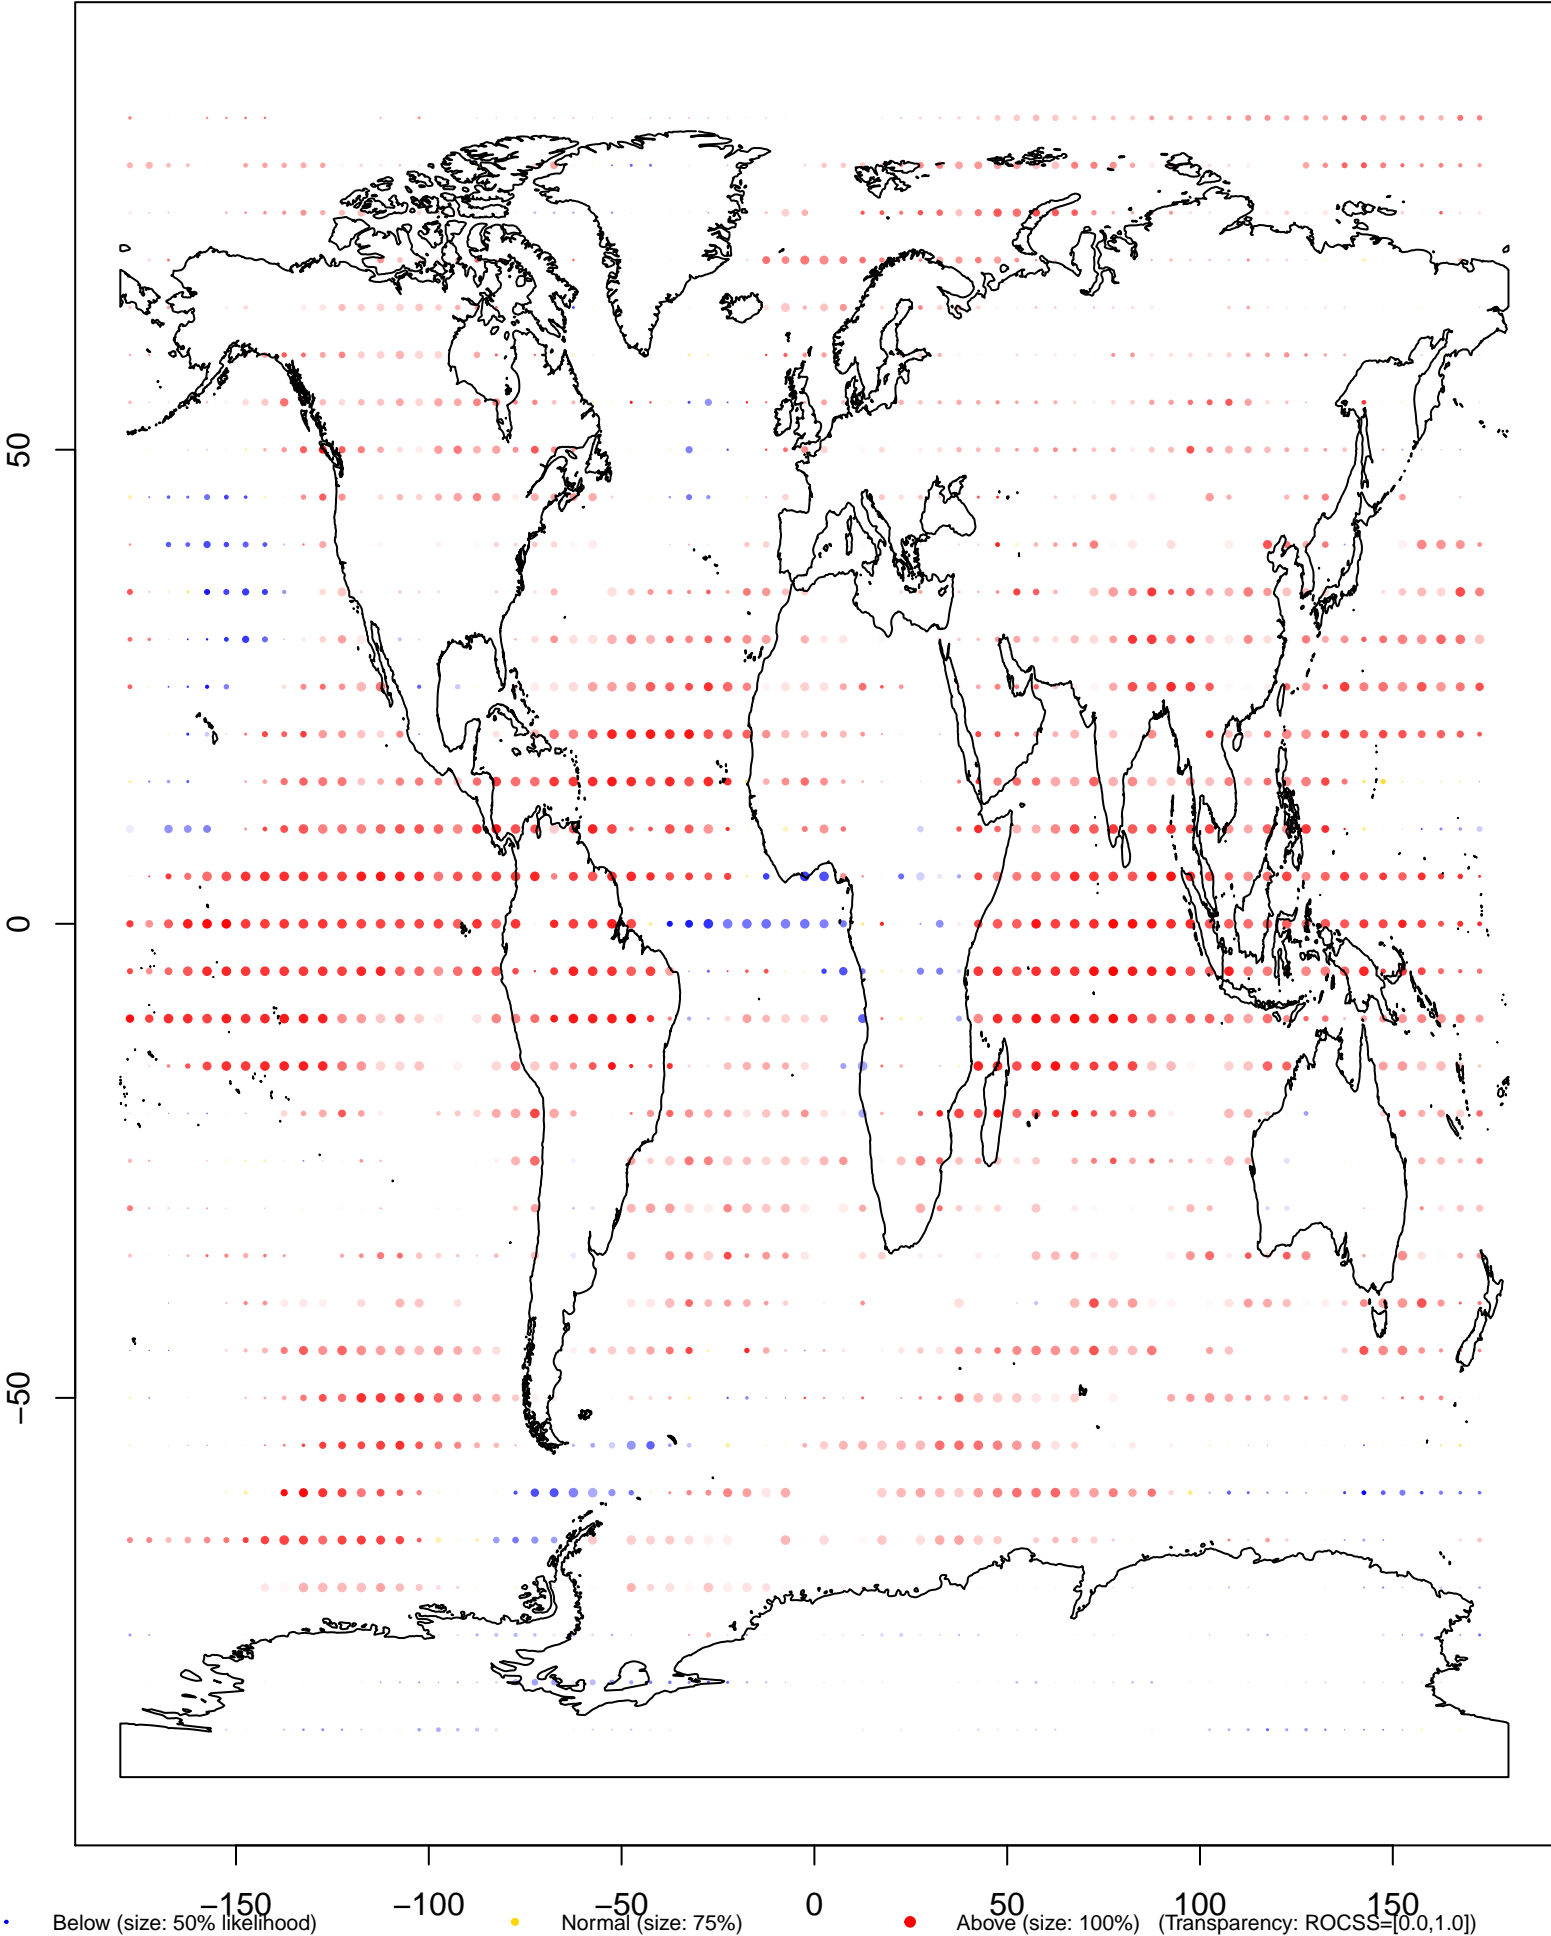 50
0
−50
−150 −100 −50 0 50 100 150
Below (size: 50% likelihood) Normal (size: 75%) Above (size: 100%) (Transparency: ROCSS=[0.0,1.0])